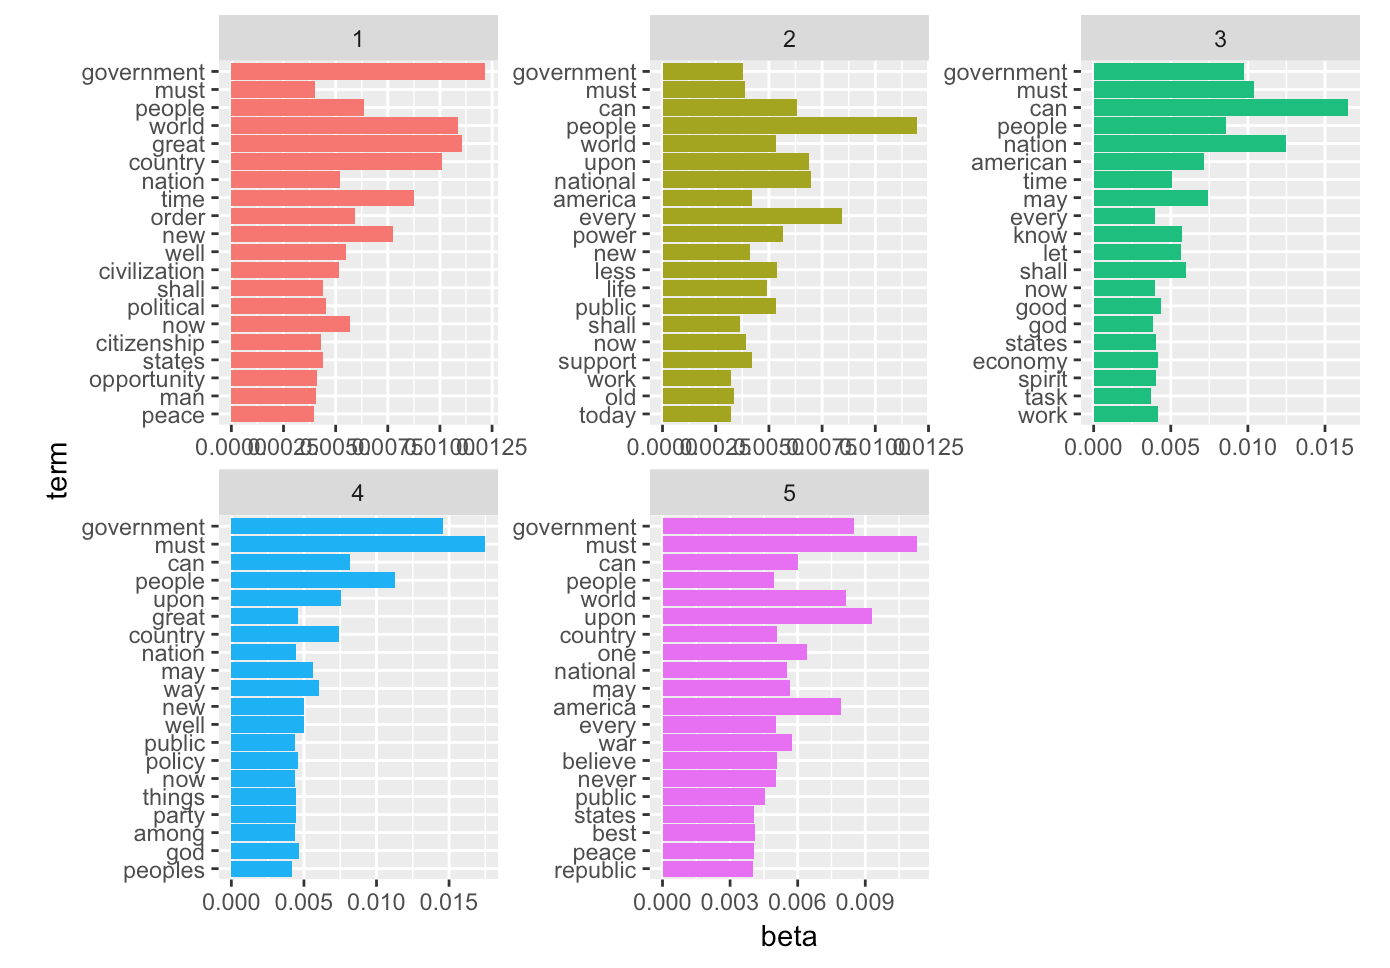 1
government
must
people
world
great
country
nation
time
order
new
well
civilization
shall
political
now
citizenship
states
opportunity
man
peace
0.0000 0.0025 0.0050 0.0075 0.0100 0.0125
2
government
must
can
people
world
upon
national
america
every
power
new
less
life
public
shall
now
support
work
old
today
0.0000 0.0025 0.0050 0.0075 0.0100 0.0125
3
government
must
can
people
nation
american
time
may
every
know
let
shall
now
good
god
states
economy
spirit
task
work
0.000 0.005 0.010 0.015
term
4
government
must
can
people
upon
great
country
nation
may
way
new
well
public
policy
now
things
party
among
god
peoples
0.000 0.005 0.010 0.015
5
government
must
can
people
world
upon
country
one
national
may
america
every
war
believe
never
public
states
best
peace
republic
0.000 0.003 0.006 0.009
beta